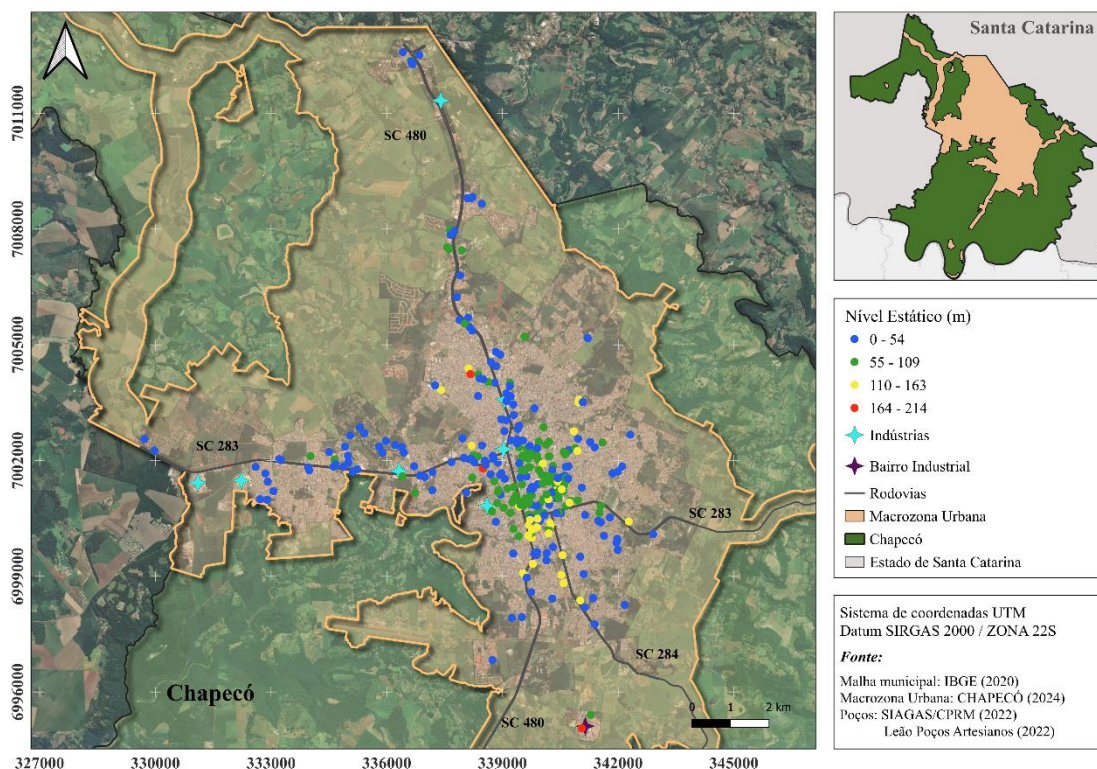 SC 480
SC 283
SC 283
SC 284
SC 480
Chapecó
0 1 2 km
7011000
7008000
7005000
7002000
6999000
6996000
327000 330000 333000 336000 339000 342000 345000
Santa Catarina
Nível Estático (m)
0 - 54
55 - 109
110 - 163
164 - 214
Indústrias
Bairro Industrial
Rodovias
Macrozona Urbana
Chapecó
Estado de Santa Catarina
Sistema de coordenadas UTM
Datum SIRGAS 2000 / ZONA 22S
Fonte:
Malha municipal: IBGE (2020)
Macrozona Urbana: CHAPECÓ (2024)
Poços: SIAGAS/CPRM (2022)
Leão Poços Artesianos (2022)